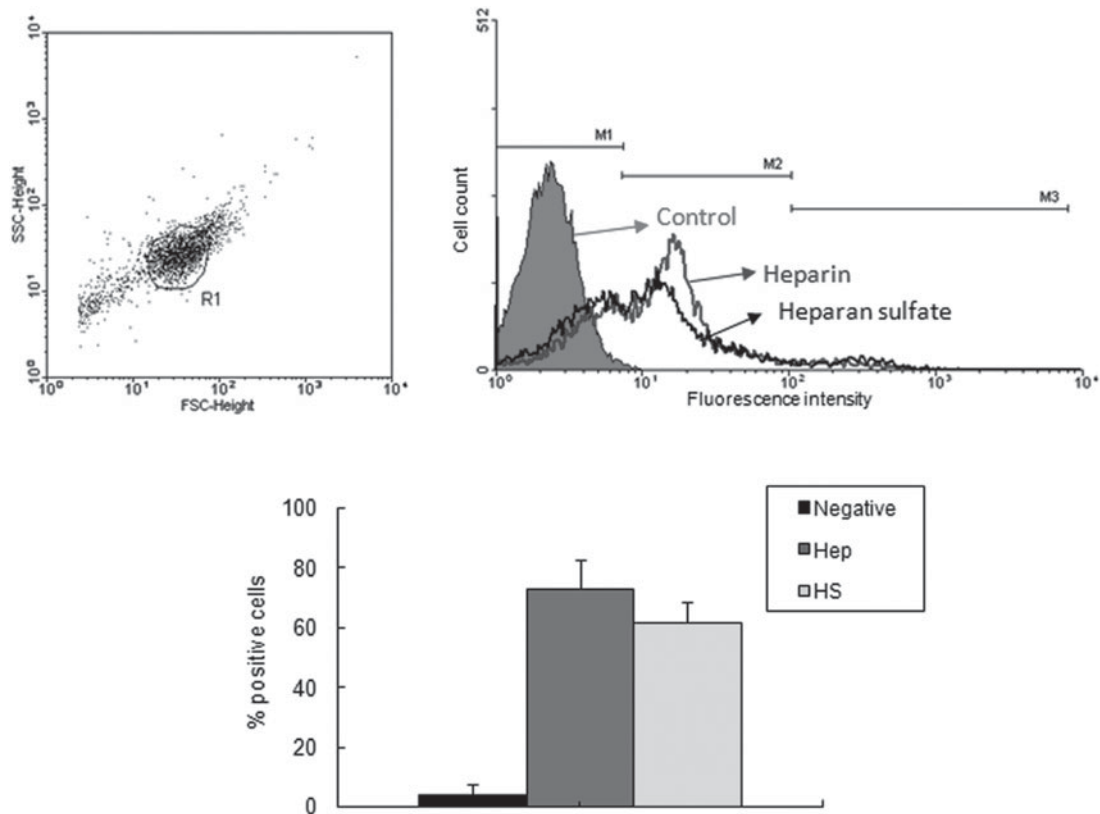 10⁴
10³
10²
10¹
10⁰
SSC-Height
R1
10⁰ 10¹ 10² 10³ 10⁴
FSC-Height
512
0
Cell count
M1
M2
M3
Control
Heparin
Heparan sulfate
10⁰ 10¹ 10² 10³ 10⁴
Fluorescence intensity
100
80
60
40
20
0
% positive cells
Negative
Hep
HS